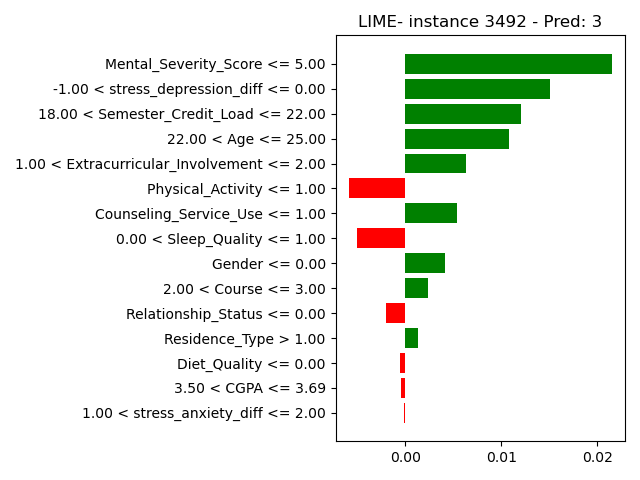 LIME- instance 3492 - Pred: 3
Mental_Severity_Score <= 5.00
-1.00 < stress_depression_diff <= 0.00
18.00 < Semester_Credit_Load <= 22.00
22.00 < Age <= 25.00
1.00 < Extracurricular_Involvement <= 2.00
Physical_Activity <= 1.00
Counseling_Service_Use <= 1.00
0.00 < Sleep_Quality <= 1.00
Gender <= 0.00
2.00 < Course <= 3.00
Relationship_Status <= 0.00
Residence_Type > 1.00
Diet_Quality <= 0.00
3.50 < CGPA <= 3.69
1.00 < stress_anxiety_diff <= 2.00
0.00 0.01 0.02